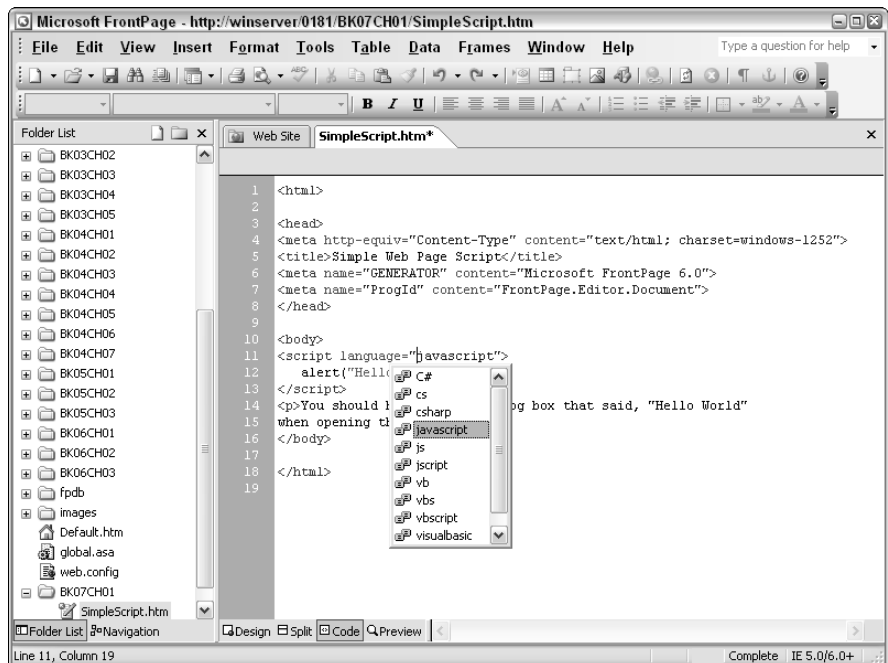 Microsoft FrontPage - http://winserver/0181/BK07CH01/SimpleScript.htm
File Edit View Insert Format Tools Table Data Frames Window Help Type a question for help
B I U A A ab A
Folder List
Web Site SimpleScript.htm*
BK03CH02
BK03CH03
BK03CH04
BK03CH05
BK04CH01
BK04CH02
BK04CH03
BK04CH04
BK04CH05
BK04CH06
BK04CH07
BK05CH01
BK05CH02
BK05CH03
BK06CH01
BK06CH02
BK06CH03
fpdb
images
Default.htm
global.asa
web.config
BK07CH01
SimpleScript.htm
1 <html>
2
3 <head>
4 <meta http-equiv="Content-Type" content="text/html; charset=windows-1252">
5 <title>Simple Web Page Script</title>
6 <meta name="GENERATOR" content="Microsoft FrontPage 6.0">
7 <meta name="ProgId" content="FrontPage.Editor.Document">
8 </head>
9
10 <body>
11 <script language="javascript">
12 alert("Hell
13 </script>
14 <p>You should og box that said, "Hello World"
15 when opening th
16 </body>
17
18 </html>
19
C#
cs
csharp
javascript
js
jscript
vb
vbs
vbscript
visualbasic
Folder List Navigation
Design Split Code Preview
Line 11, Column 19
Complete IE 5.0/6.0+